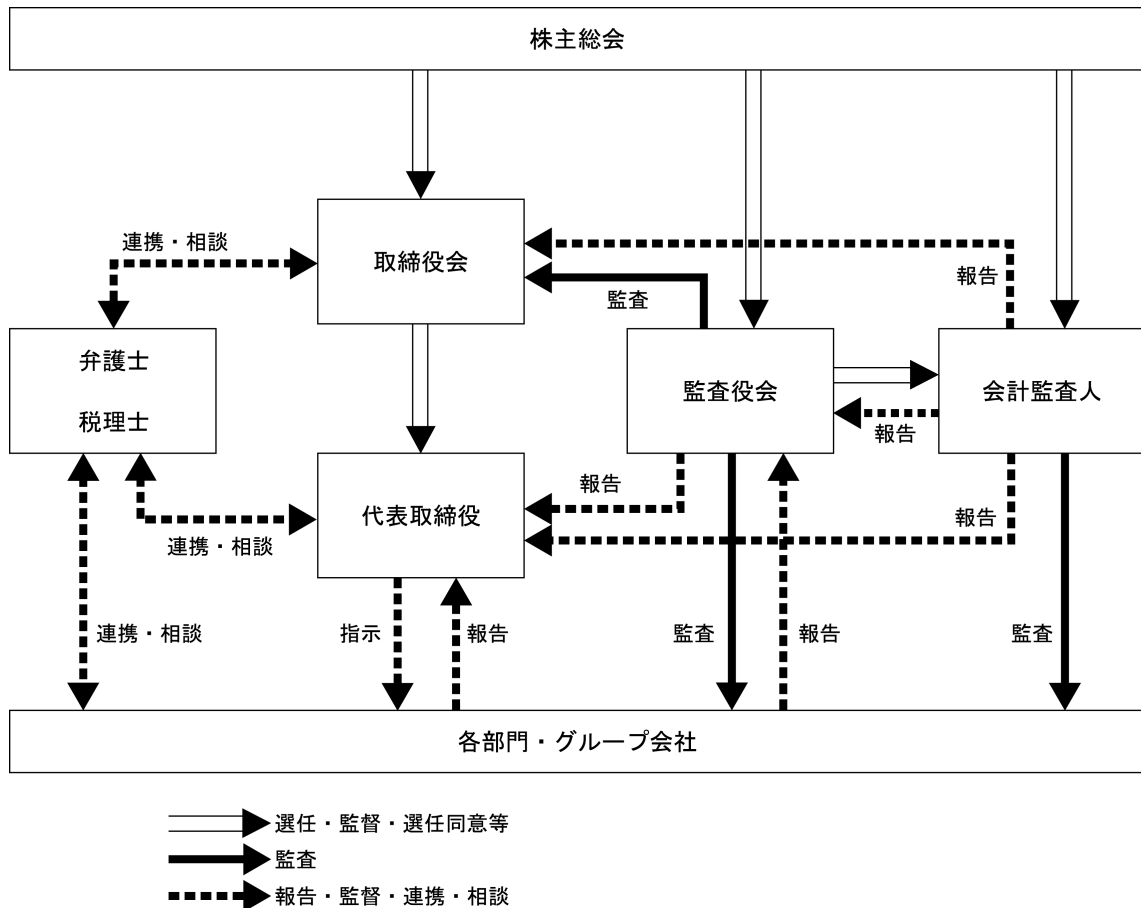 株主総会
連携・相談
取締役会
報告
監査
弁護士
税理士
監査役会
会計監査人
報告
代表取締役
報告
報告
連携・相談
連携・相談
指示
報告
監査
報告
監査
各部門・グループ会社
選任・監督・選任同意等
監査
報告・監督・連携・相談